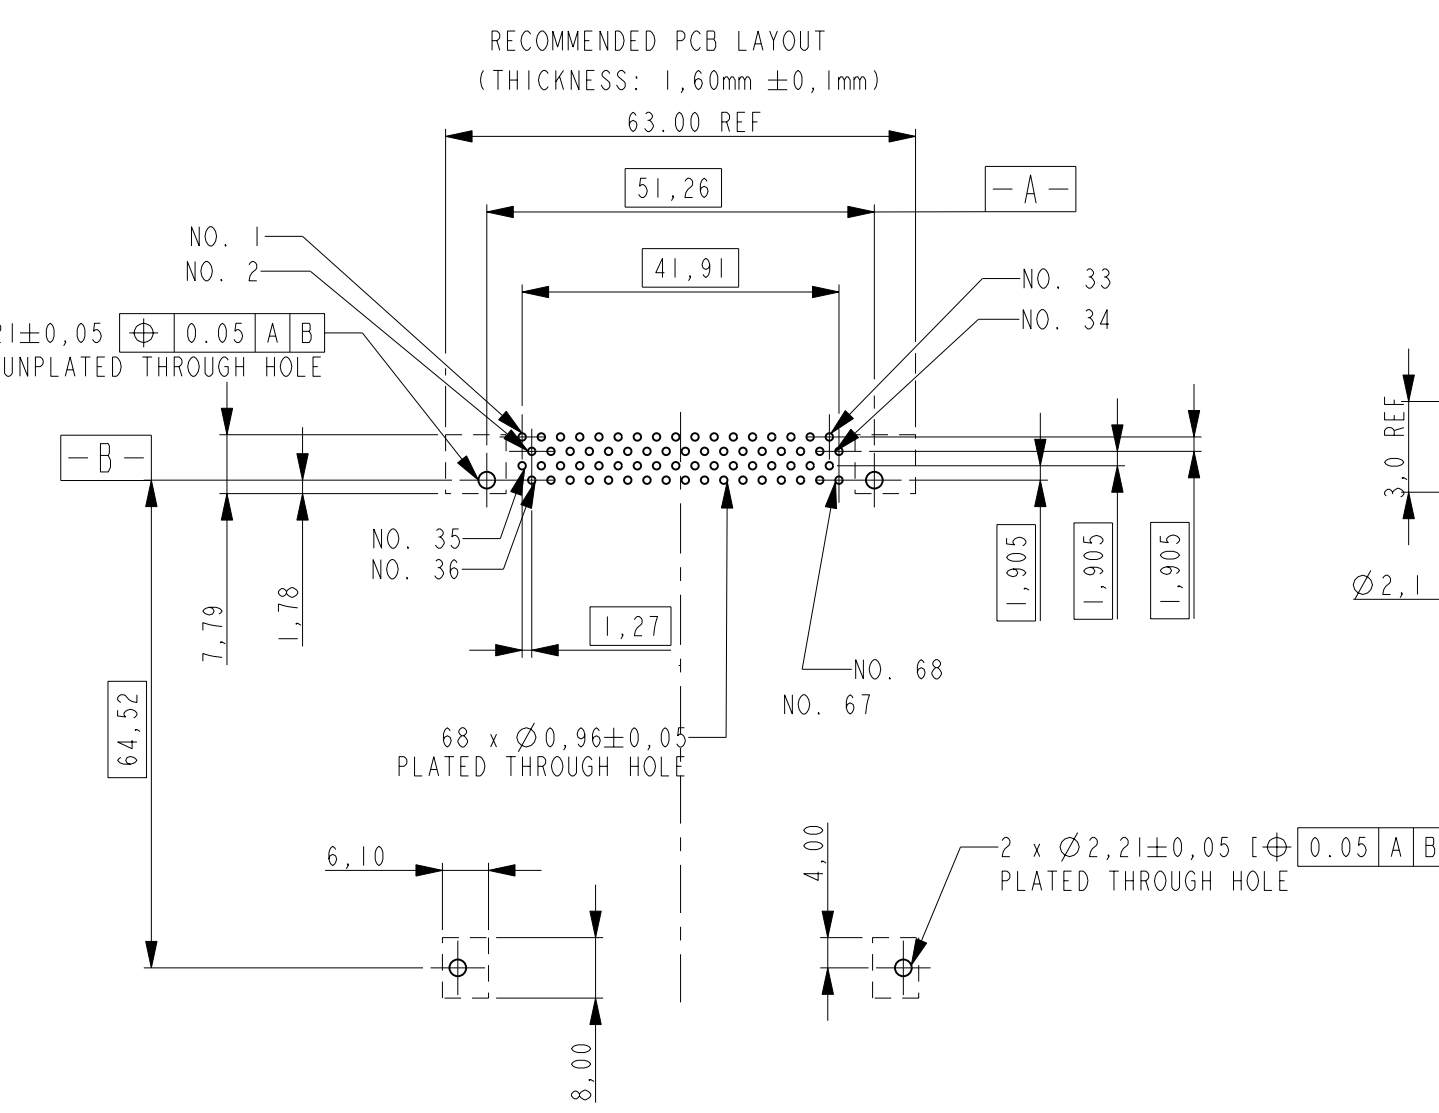 RECOMMENDED PCB LAYOUT
(THICKNESS: 1,60mm ±0,1mm)
63.00 REF
51,26
-A-
NO. 1
NO. 2
41,91
NO. 33
NO. 34
21±0,05 ⌖ 0.05 A B
UNPLATED THROUGH HOLE
3,0 REF
-B-
NO. 35
NO. 36
1,905
1,905
1,905
Ø2,1
7,79
1,78
1,27
NO. 68
NO. 67
64,52
68 x Ø0,96±0,05
PLATED THROUGH HOLE
6,10
4,00
2 x Ø2,21±0,05 [⌖ 0.05 A B
PLATED THROUGH HOLE
8,00